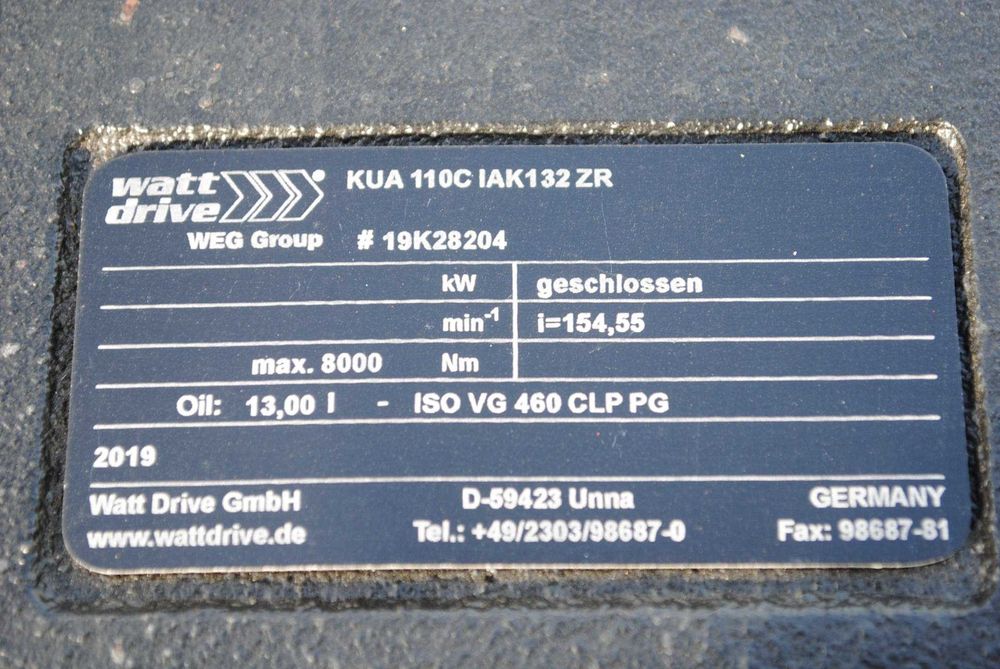 watt drive
KUA 110C IAK132 ZR
WEG Group # 19K28204
kW geschlossen
min-1 i=154,55
max. 8000 Nm
Oil: 13,00 l - ISO VG 460 CLP PG
2019
Watt Drive GmbH D-59423 Unna GERMANY
www.wattdrive.de Tel.: +49/2303/98687-0 Fax: 98687-81